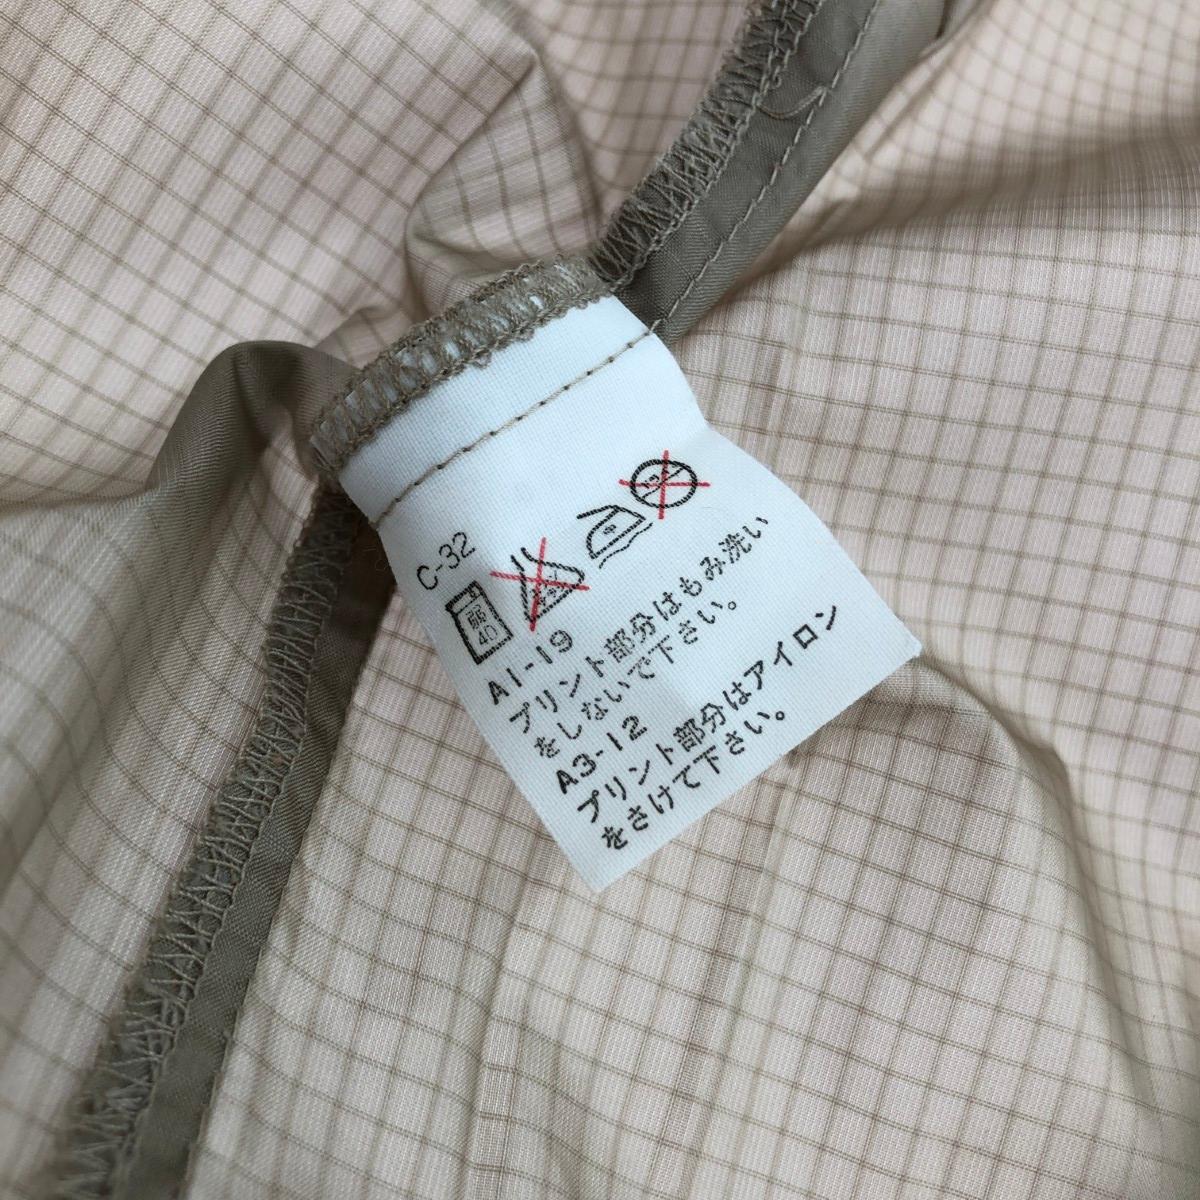 C-32
弱
40
中
A1-19
プリント部分はもみ洗い
をしないで下さい。
A3-12
プリント部分はアイロン
をさけて下さい。